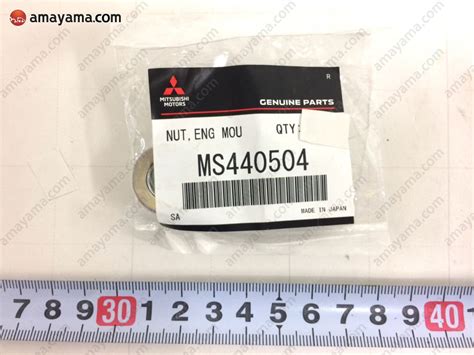 amayama.com
R
MITSUBISHI
MOTORS
GENUINE PARTS
NUT, ENG MOU QTY:
MS440504
SA
MADE IN JAPAN
7 8 9 30 1 2 3 4 5 6 7 8 9 40 1